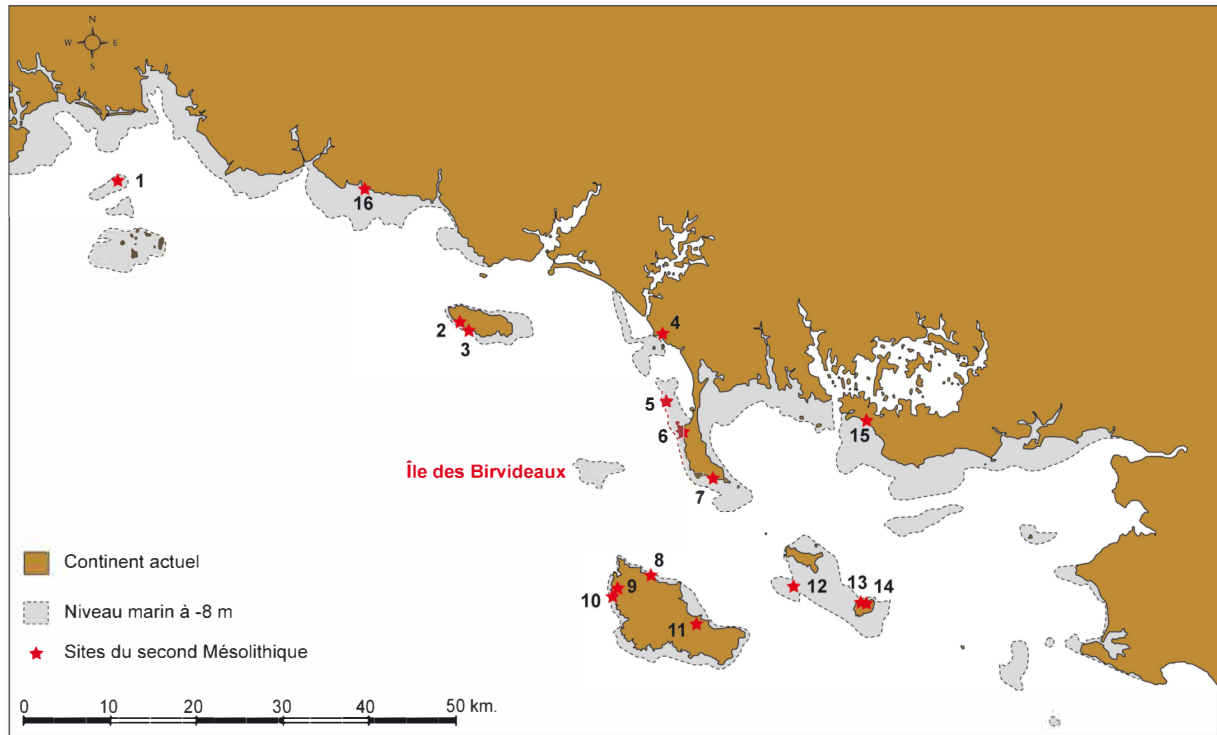 N
W E
S
1
16
2
3
4
5
6
15
Île des Birvideaux
7
8
9
10
11
12
13 14
Continent actuel
Niveau marin à -8 m
Sites du second Mésolithique
0 10 20 30 40 50 km.